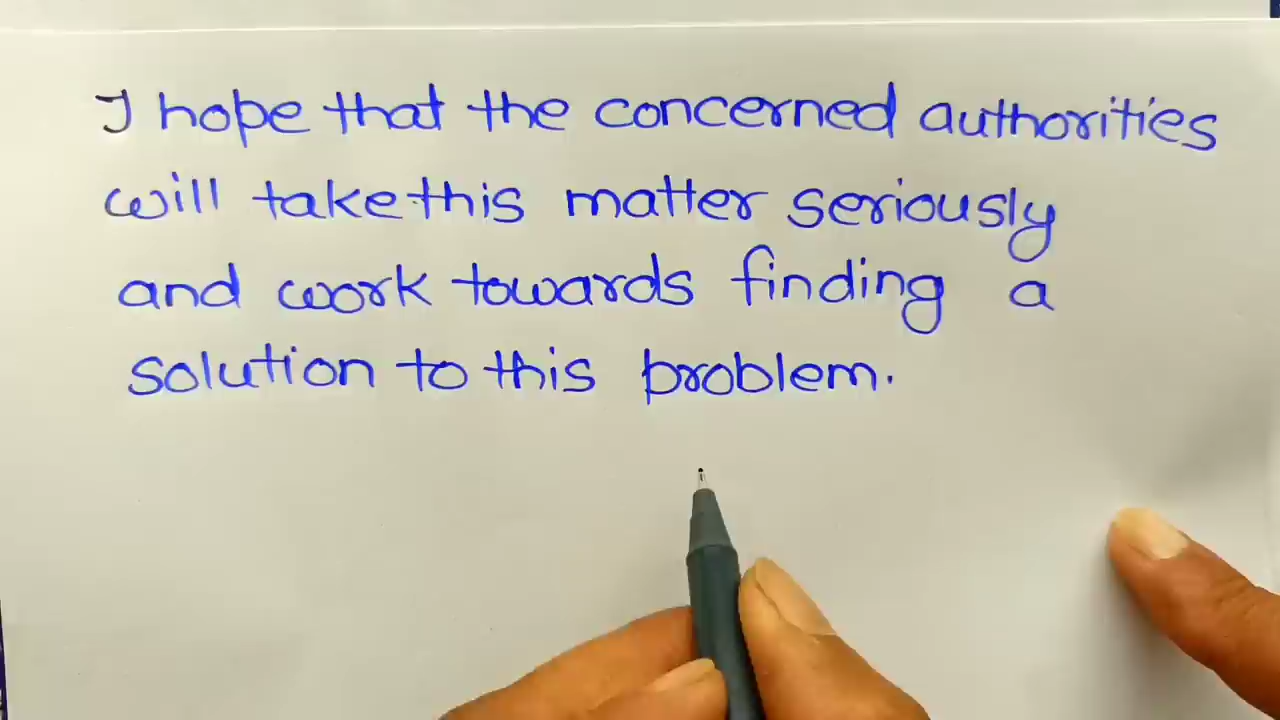 I hope that the concerned authorities
will take this matter seriously
and work towards finding a
solution to this problem.